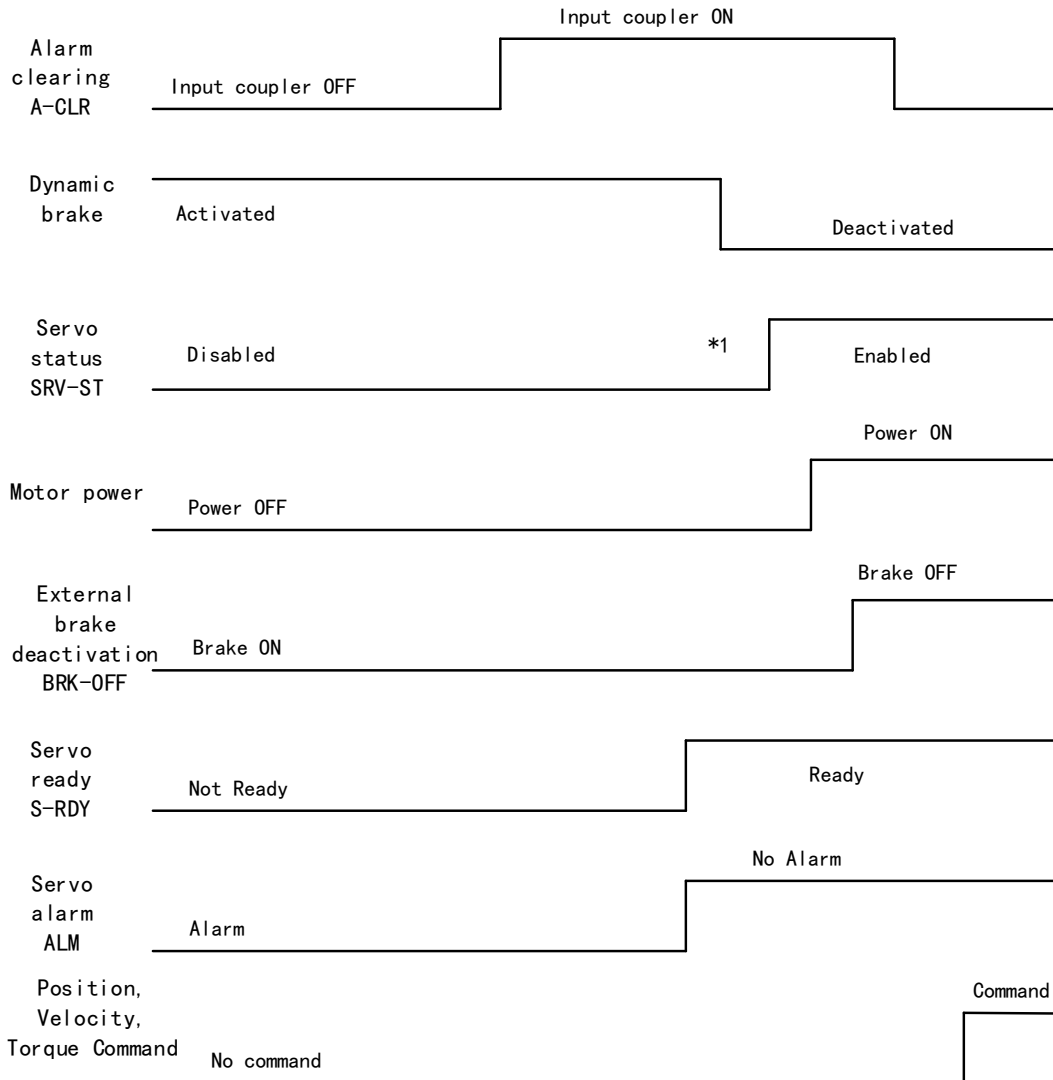 Input coupler ON
Alarm
clearing
A-CLR
Input coupler OFF
Dynamic
brake
Activated
Deactivated
Servo
status
SRV-ST
Disabled
*1
Enabled
Power ON
Motor power
Power OFF
Brake OFF
External
brake
deactivation
BRK-OFF
Brake ON
Servo
ready
S-RDY
Not Ready
Ready
No Alarm
Servo
alarm
ALM
Alarm
Position,
Velocity,
Torque Command
No command
Command